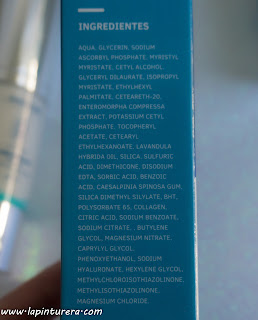 INGREDIENTES
AQUA, GLYCERIN, SODIUM
ASCORBYL PHOSPHATE, MYRISTYL
MYRISTATE, CETYL ALCOHOL,
GLYCERYL DILAURATE, ISOPROPYL
MYRISTATE, ETHYLHEXYL
PALMITATE, CETEARETH-20,
ENTEROMORPHA COMPRESSA
EXTRACT, POTASSIUM CETYL
PHOSPHATE, TOCOPHERYL
ACETATE, CETEARYL
ETHYLHEXANOATE, LAVANDULA
HYBRIDA OIL, SILICA, SULFURIC
ACID, DIMETHICONE, DISODIUM
EDTA, SORBIC ACID, BENZOIC
ACID, CAESALPINIA SPINOSA GUM,
SILICA DIMETHYL SILYLATE, BHT,
POLYSORBATE 65, COLLAGEN,
CITRIC ACID, SODIUM BENZOATE,
SODIUM CITRATE, . BUTYLENE
GLYCOL, MAGNESIUM NITRATE,
CAPRYLYL GLYCOL,
PHENOXYETHANOL, SODIUM
HYALURONATE, HEXYLENE GLYCOL,
METHYLCHLOROISOTHIAZOLINONE,
METHYLISOTHIAZOLINONE,
MAGNESIUM CHLORIDE.
www.lapinturera.com